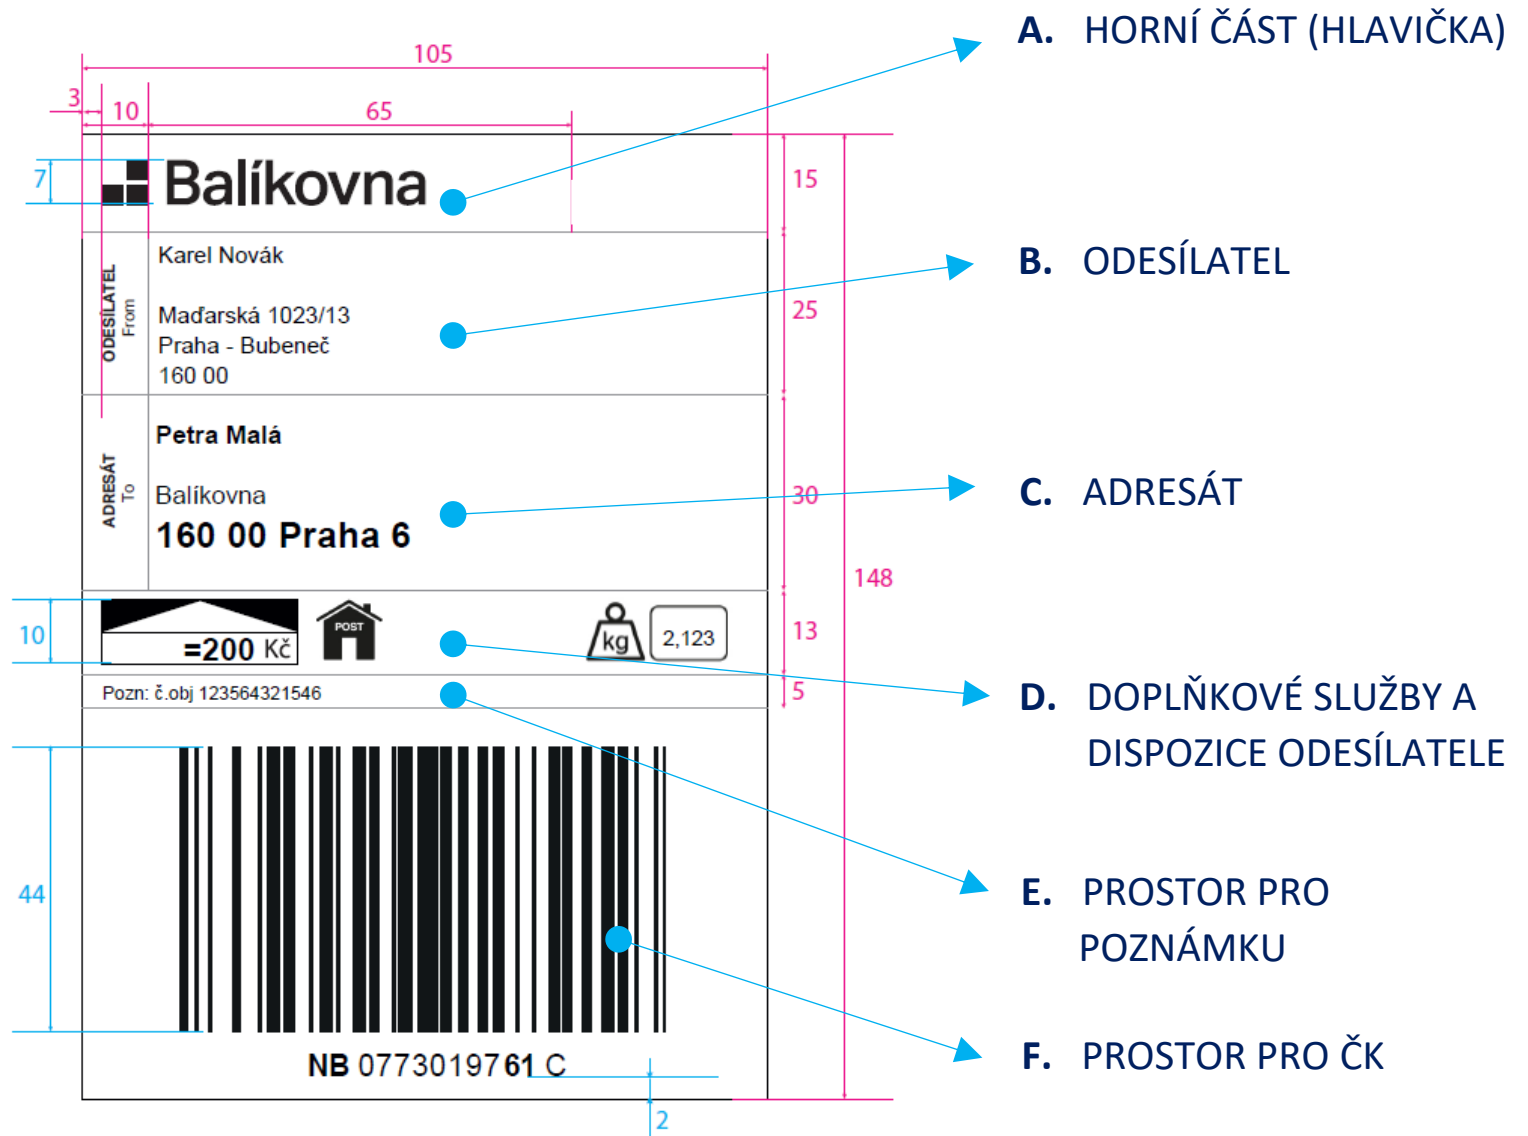 A. HORNÍ ČÁST (HLAVIČKA)
105
3 10 65
7
Balíkovna
15
ODESÍLATEL
From
Karel Novák
Maďarská 1023/13
Praha - Bubeneč
160 00
25
B. ODESÍLATEL
ADRESÁT
To
Petra Malá
Balíkovna
160 00 Praha 6
30
C. ADRESÁT
148
10
=200 Kč
POST
kg
2,123
13
Pozn: č.obj 123564321546
5
D. DOPLŇKOVÉ SLUŽBY A
DISPOZICE ODESÍLATELE
44
E. PROSTOR PRO
POZNÁMKU
NB 0773019761 C
F. PROSTOR PRO ČK
2